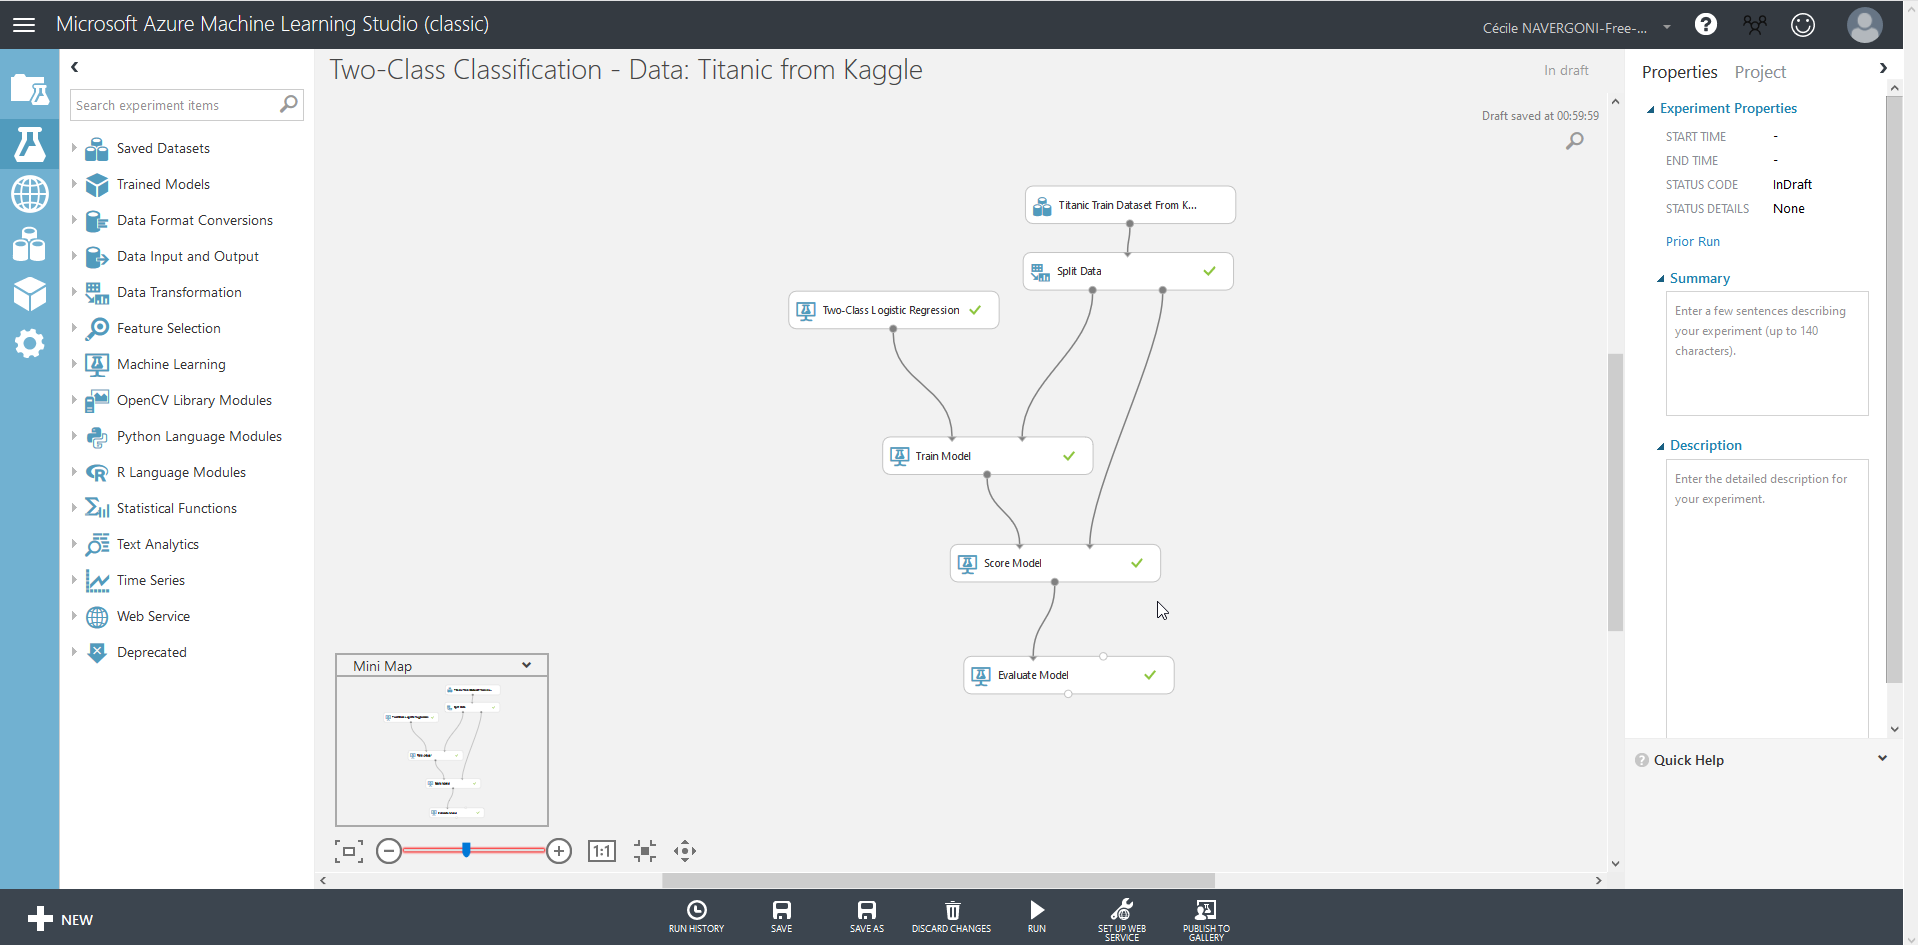 Microsoft Azure Machine Learning Studio (classic)
Cécile NAVERGONI-Free-...
Search experiment items
Saved Datasets
Trained Models
Data Format Conversions
Data Input and Output
Data Transformation
Feature Selection
Machine Learning
OpenCV Library Modules
Python Language Modules
R Language Modules
Statistical Functions
Text Analytics
Time Series
Web Service
Deprecated
Two-Class Classification - Data: Titanic from Kaggle
In draft
Draft saved at 00:59:59
Titanic Train Dataset From K...
Split Data
Two-Class Logistic Regression
Train Model
Score Model
Evaluate Model
Mini Map
1:1
Properties Project
Experiment Properties
START TIME -
END TIME -
STATUS CODE InDraft
STATUS DETAILS None
Prior Run
Summary
Enter a few sentences describing
your experiment (up to 140
characters).
Description
Enter the detailed description for
your experiment.
Quick Help
NEW
RUN HISTORY
SAVE
SAVE AS
DISCARD CHANGES
RUN
SET UP WEB
SERVICE
PUBLISH TO
GALLERY